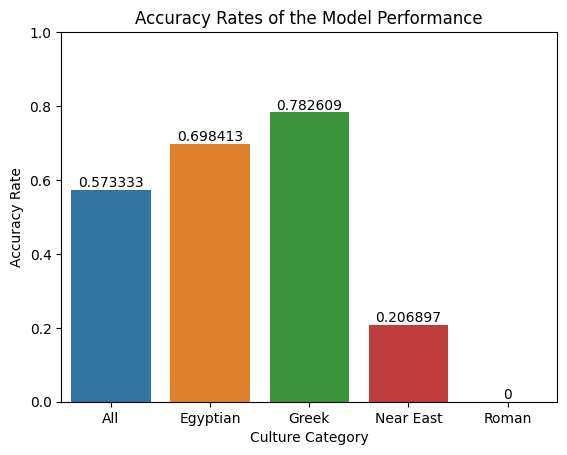 Accuracy Rates of the Model Performance
1.0
0.8
0.6
0.4
0.2
0.0
Accuracy Rate
0.573333
0.698413
0.782609
0.206897
0
All
Egyptian
Greek
Near East
Roman
Culture Category